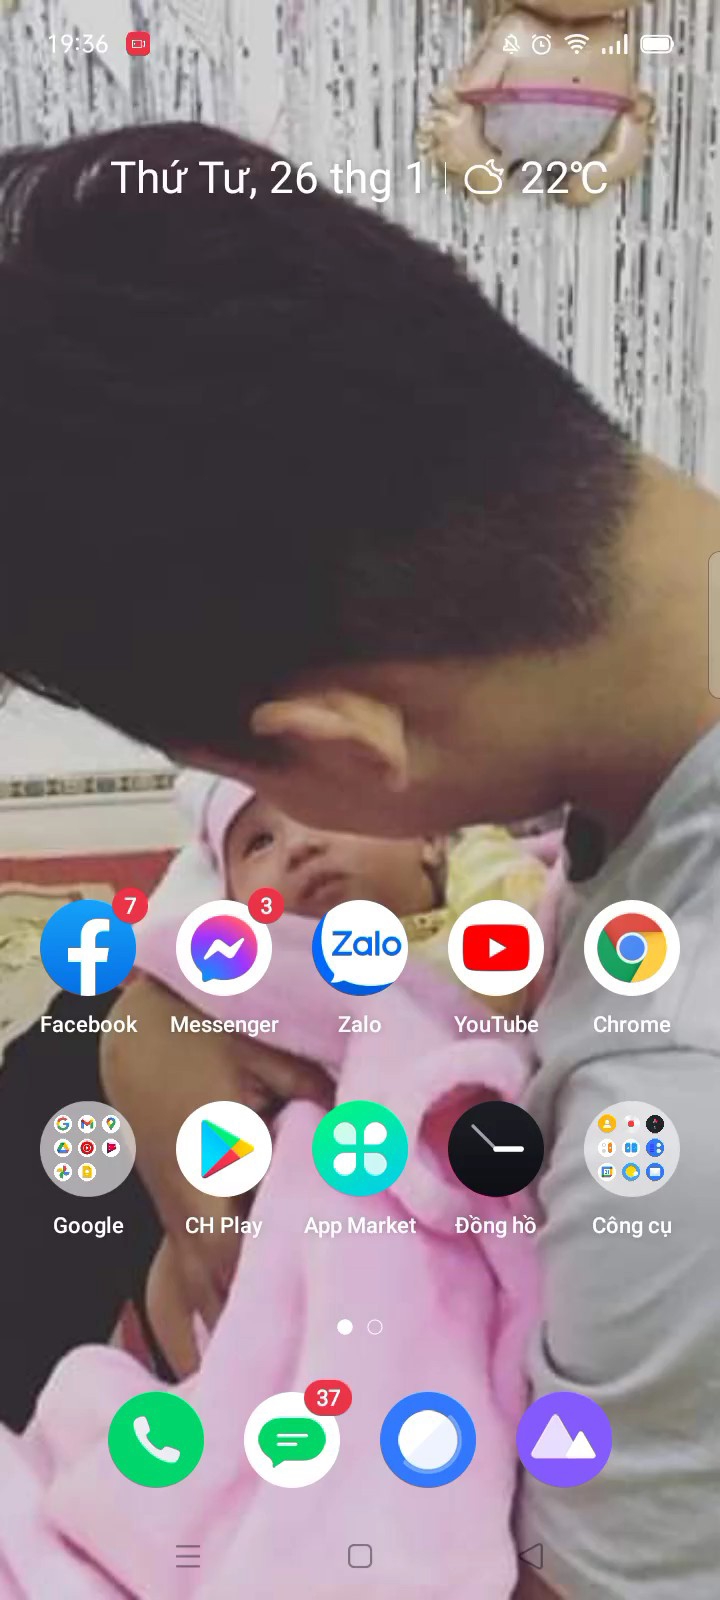 19:36
Thứ Tư, 26 thg 1 | 22°C
7
3
Zalo
Facebook
Messenger
Zalo
YouTube
Chrome
Google
CH Play
App Market
Đồng hồ
Công cụ
37